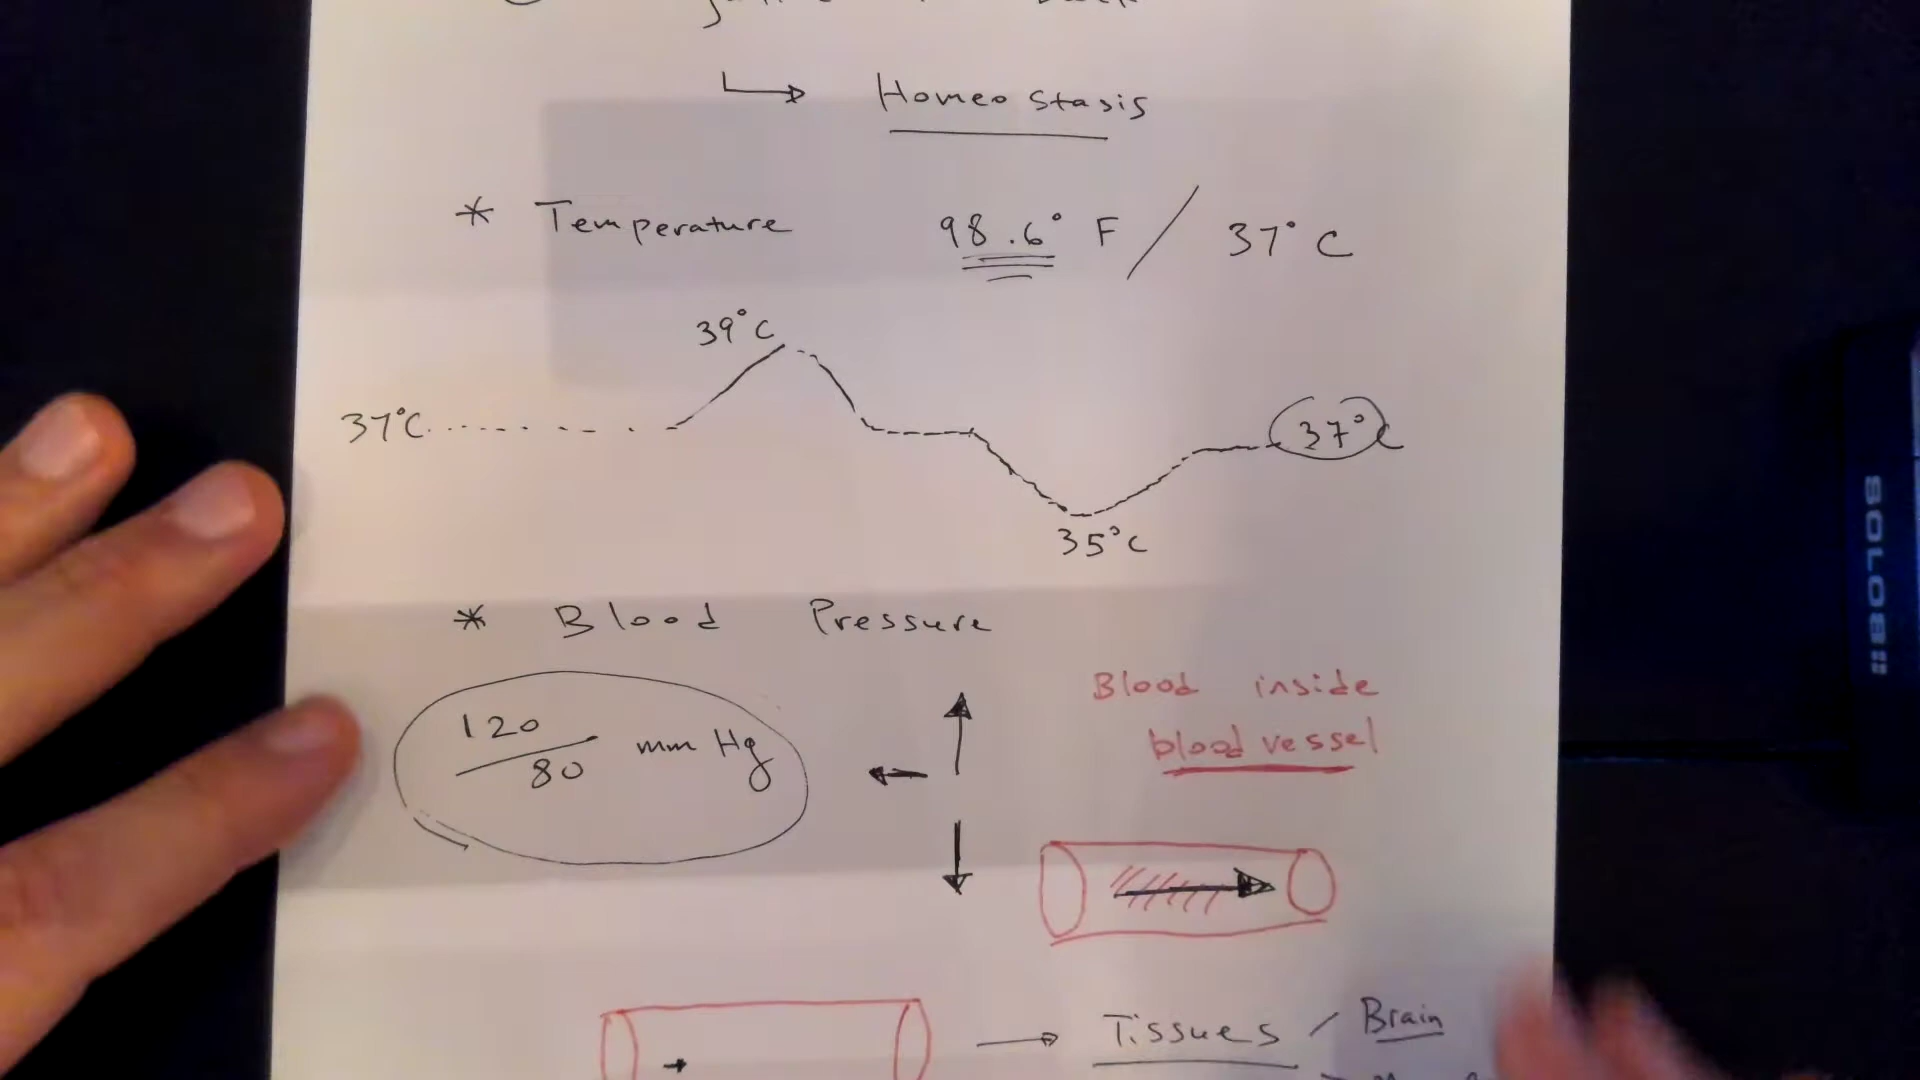 Homeostasis
* Temperature 98.6° F / 37° C
39°C
37°C
37°C
35°C
* Blood Pressure
120/80 mm Hg
Blood inside
blood vessel
Tissues / Brain
SOLO8